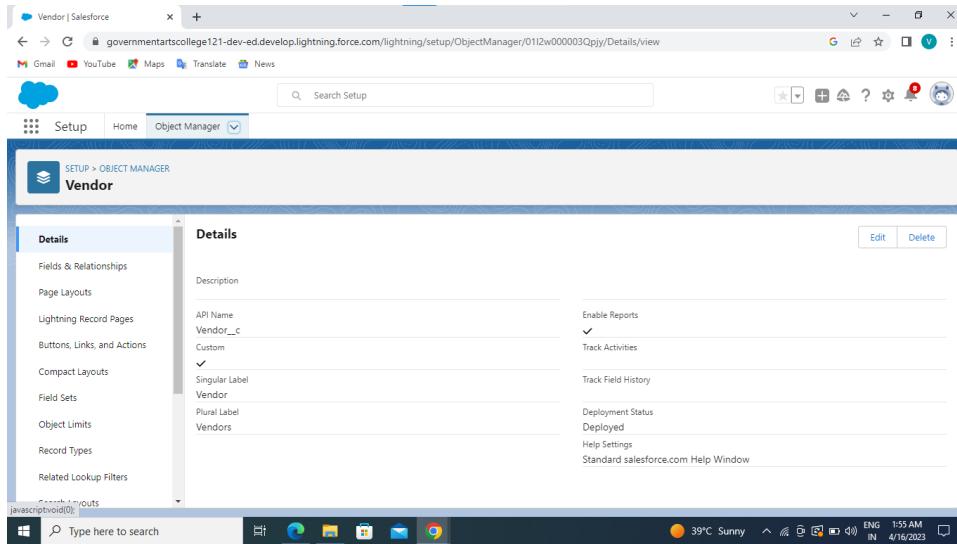 Vendor | Salesforce
governmentartscollege121-dev-ed.develop.lightning.force.com/lightning/setup/ObjectManager/01I2w000003Qpjy/Details/view
G
V
Gmail YouTube Maps Translate News
Search Setup
8
Setup Home Object Manager
SETUP > OBJECT MANAGER
Vendor
Details
Fields & Relationships
Page Layouts
Lightning Record Pages
Buttons, Links, and Actions
Compact Layouts
Field Sets
Object Limits
Record Types
Related Lookup Filters
Search Layouts
Details
Edit Delete
Description
API Name
Vendor__c
Custom
Singular Label
Vendor
Plural Label
Vendors
Enable Reports
Track Activities
Track Field History
Deployment Status
Deployed
Help Settings
Standard salesforce.com Help Window
javascript:void(0);
Type here to search
39°C Sunny
ENG
IN
1:55 AM
4/16/2023